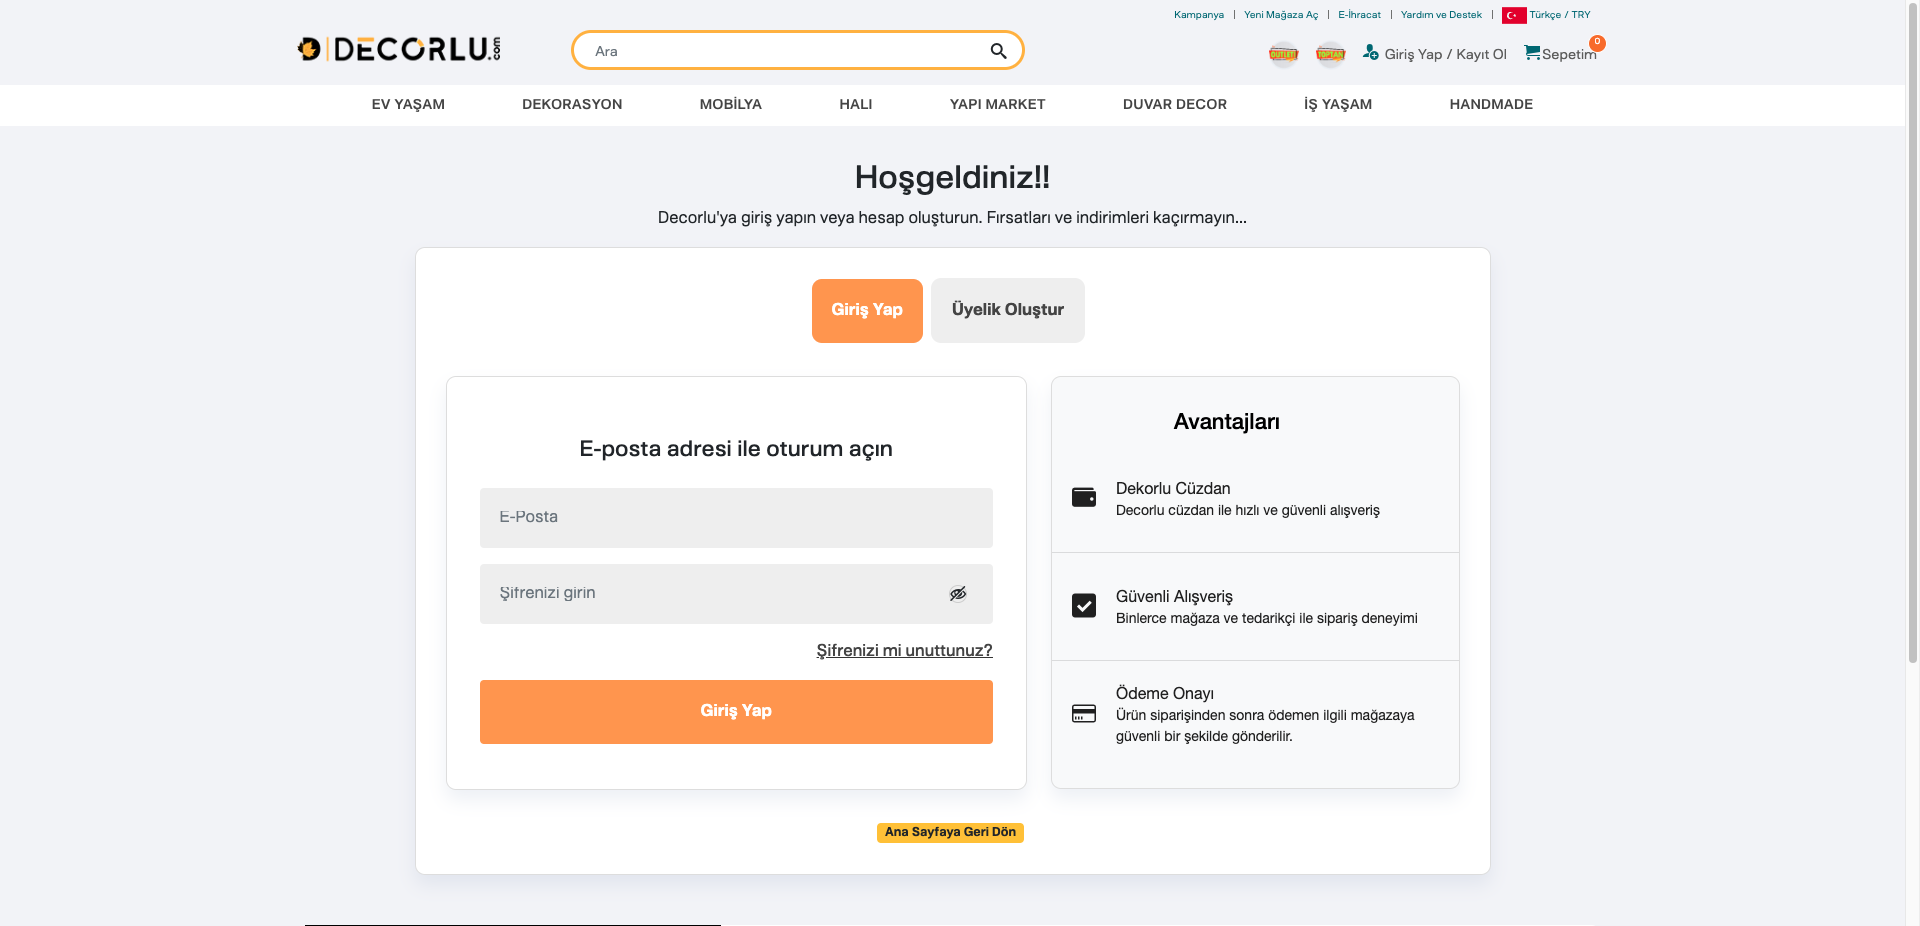 Kampanya | Yeni Mağaza Aç | E-İhracat | Yardım ve Destek | Türkçe / TRY
DECORLU.com
Ara
OUTLET
TOPTAN
Giriş Yap / Kayıt Ol
Sepetim
0
EV YAŞAM
DEKORASYON
MOBİLYA
HALI
YAPI MARKET
DUVAR DECOR
İŞ YAŞAM
HANDMADE
Hoşgeldiniz!!
Decorlu'ya giriş yapın veya hesap oluşturun. Fırsatları ve indirimleri kaçırmayın...
Giriş Yap
Üyelik Oluştur
E-posta adresi ile oturum açın
E-Posta
Şifrenizi girin
Şifrenizi mi unuttunuz?
Giriş Yap
Avantajları
Dekorlu Cüzdan
Decorlu cüzdan ile hızlı ve güvenli alışveriş
Güvenli Alışveriş
Binlerce mağaza ve tedarikçi ile sipariş deneyimi
Ödeme Onayı
Ürün siparişinden sonra ödemen ilgili mağazaya
güvenli bir şekilde gönderilir.
Ana Sayfaya Geri Dön